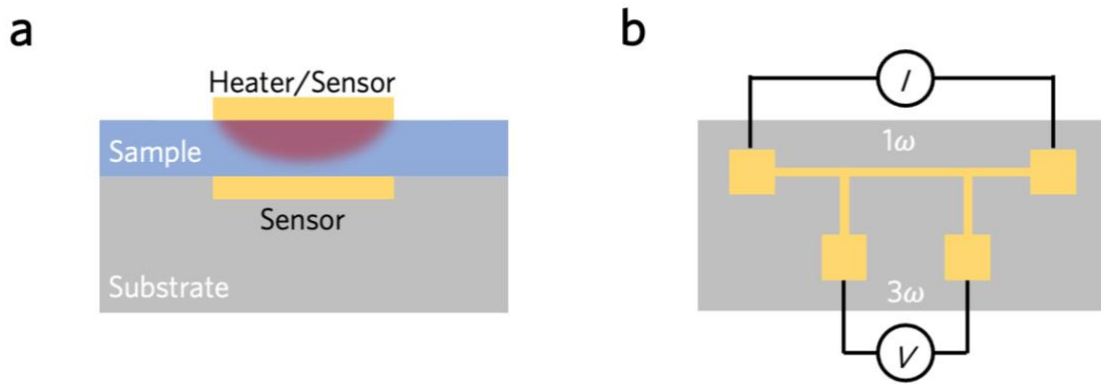 a
Heater/Sensor
Sample
Sensor
Substrate
b
I
1ω
3ω
V